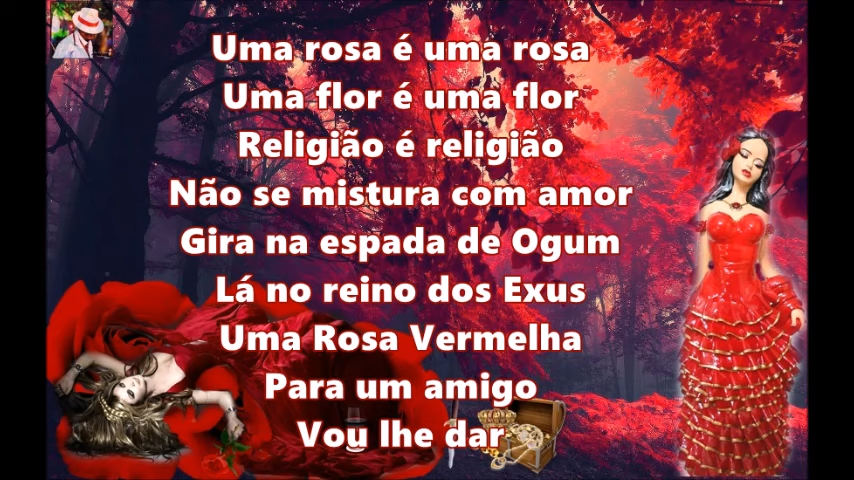 Uma rosa é uma rosa
Uma flor é uma flor
Religião é religião
Não se mistura com amor
Gira na espada de Ogum
Lá no reino dos Exus
Uma Rosa Vermelha
Para um amigo
Vou lhe dar